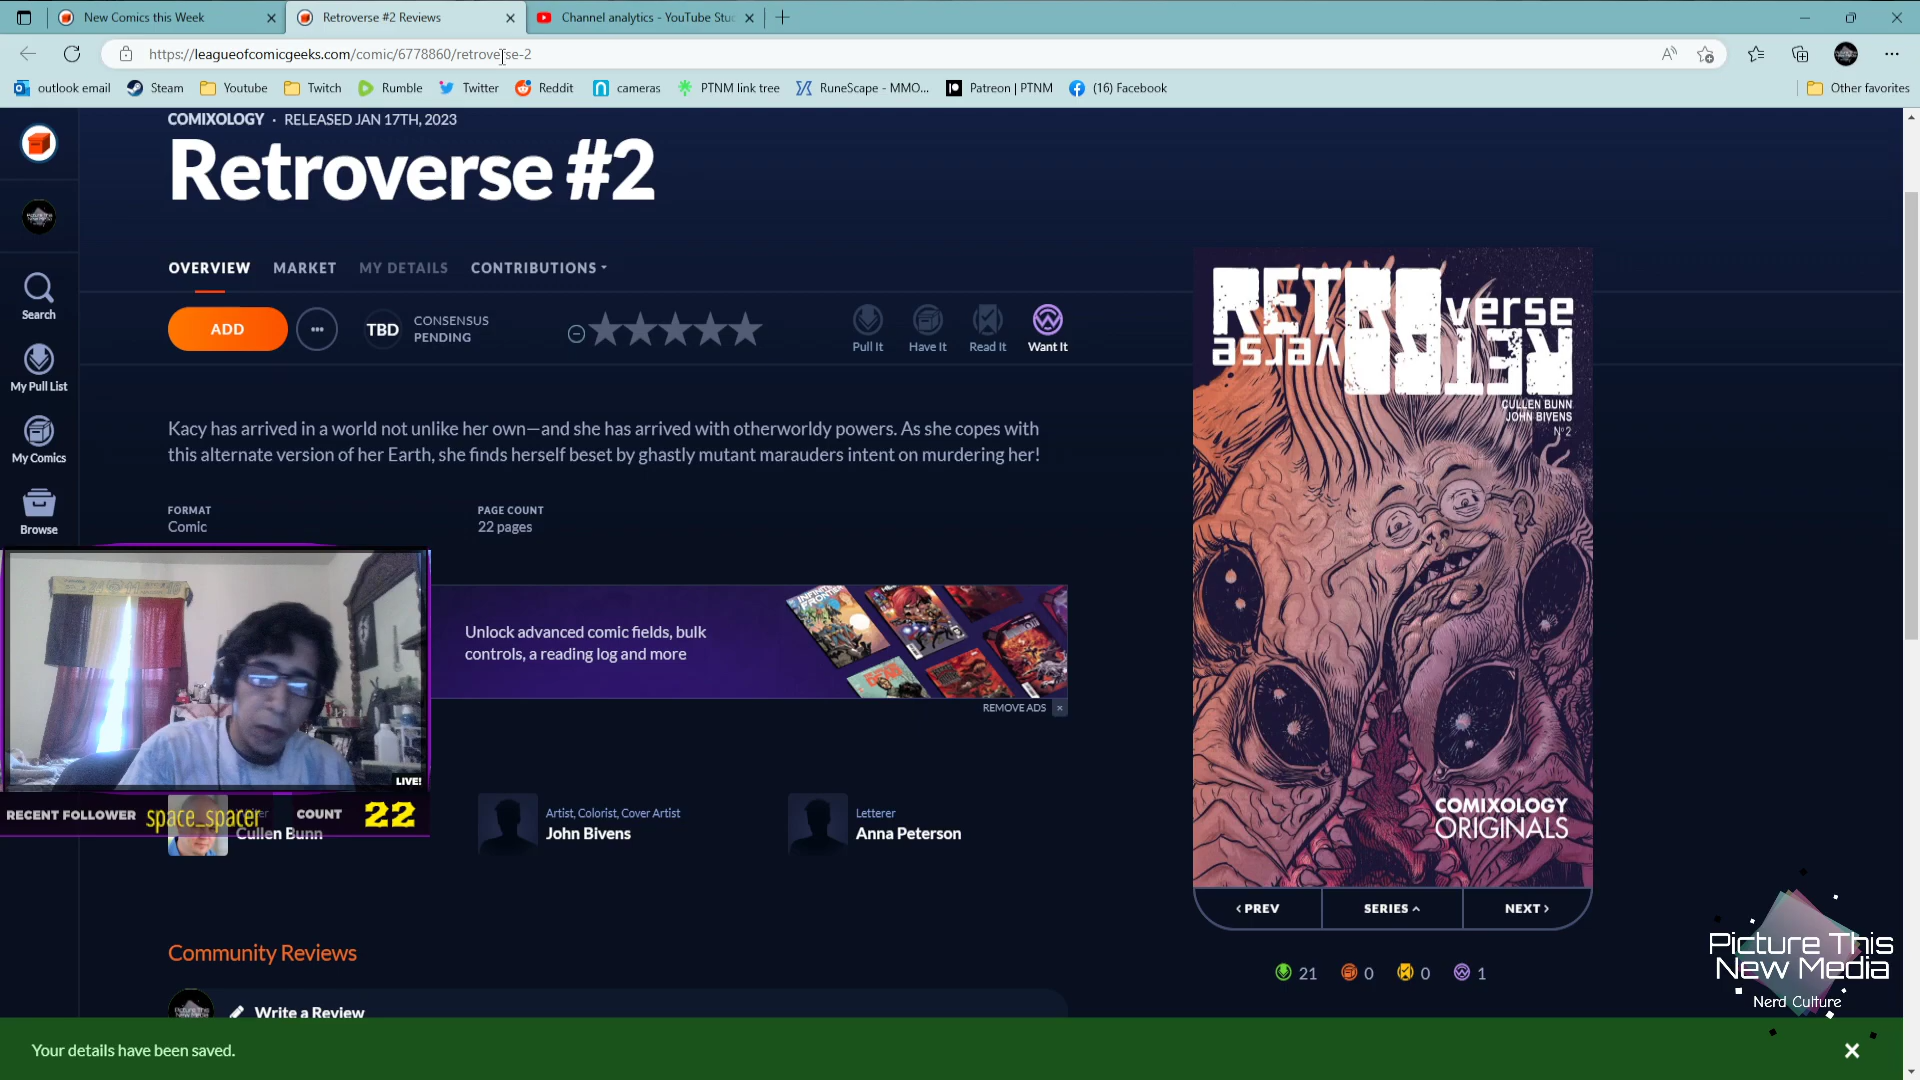 New Comics this Week
Retroverse #2 Reviews
Channel analytics - YouTube Stu
https://leagueofcomicgeeks.com/comic/6778860/retroverse-2
outlook email
Steam
Youtube
Twitch
Rumble
Twitter
Reddit
cameras
PTNM link tree
RuneScape - MMO...
Patreon | PTNM
(16) Facebook
Other favorites
COMIXOLOGY · RELEASED JAN 17TH, 2023
Retroverse #2
OVERVIEW
MARKET
MY DETAILS
CONTRIBUTIONS
ADD
TBD
CONSENSUS
PENDING
Pull It
Have It
Read It
Want It
Search
My Pull List
My Comics
Browse
Kacy has arrived in a world not unlike her own—and she has arrived with otherworldy powers. As she copes with
this alternate version of her Earth, she finds herself beset by ghastly mutant marauders intent on murdering her!
FORMAT
Comic
PAGE COUNT
22 pages
Unlock advanced comic fields, bulk
controls, a reading log and more
REMOVE ADS
LIVE!
RECENT FOLLOWER
space_spacer
COUNT
22
Cullen Bunn
Artist, Colorist, Cover Artist
John Bivens
Letterer
Anna Peterson
RETROverse
RETROverse
CULLEN BUNN
JOHN BIVENS
Nº2
COMIXOLOGY
ORIGINALS
PREV
SERIES
NEXT
21
0
0
1
Community Reviews
Write a Review
Picture This
New Media
Nerd Culture
Your details have been saved.